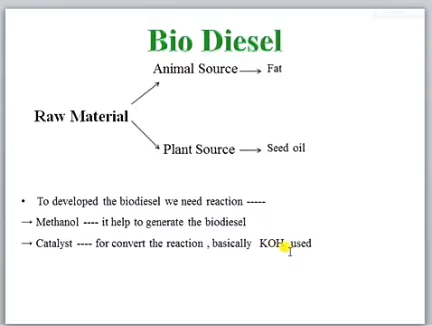 Bio Diesel
Animal Source → Fat
Raw Material
Plant Source → Seed oil
• To developed the biodiesel we need reaction -----
→ Methanol ---- it help to generate the biodiesel
→ Catalyst ---- for convert the reaction , basically KOH used